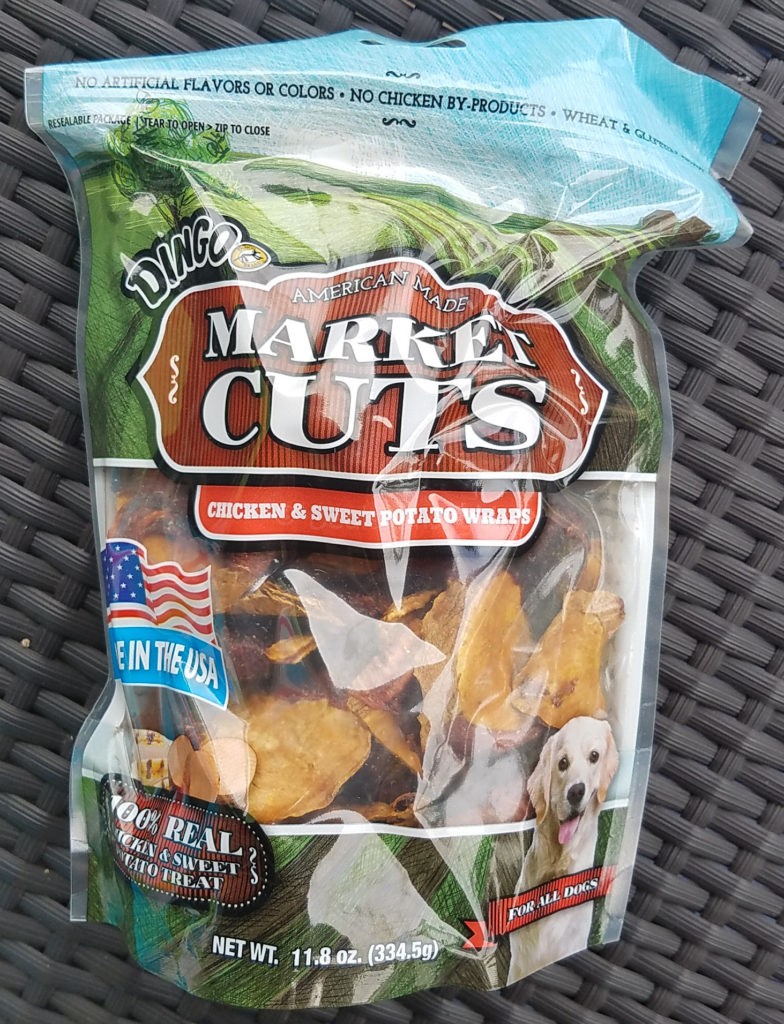 NO ARTIFICIAL FLAVORS OR COLORS • NO CHICKEN BY-PRODUCTS • WHEAT &
RESEALABLE PACKAGE | TEAR TO OPEN > ZIP TO CLOSE
DINGO
AMERICAN MADE
MARKET
CUTS
CHICKEN & SWEET POTATO WRAPS
E IN THE USA
100% REAL
& SWEET
TREAT
FOR ALL DOGS
NET WT. 11.8 oz. (334.5g)